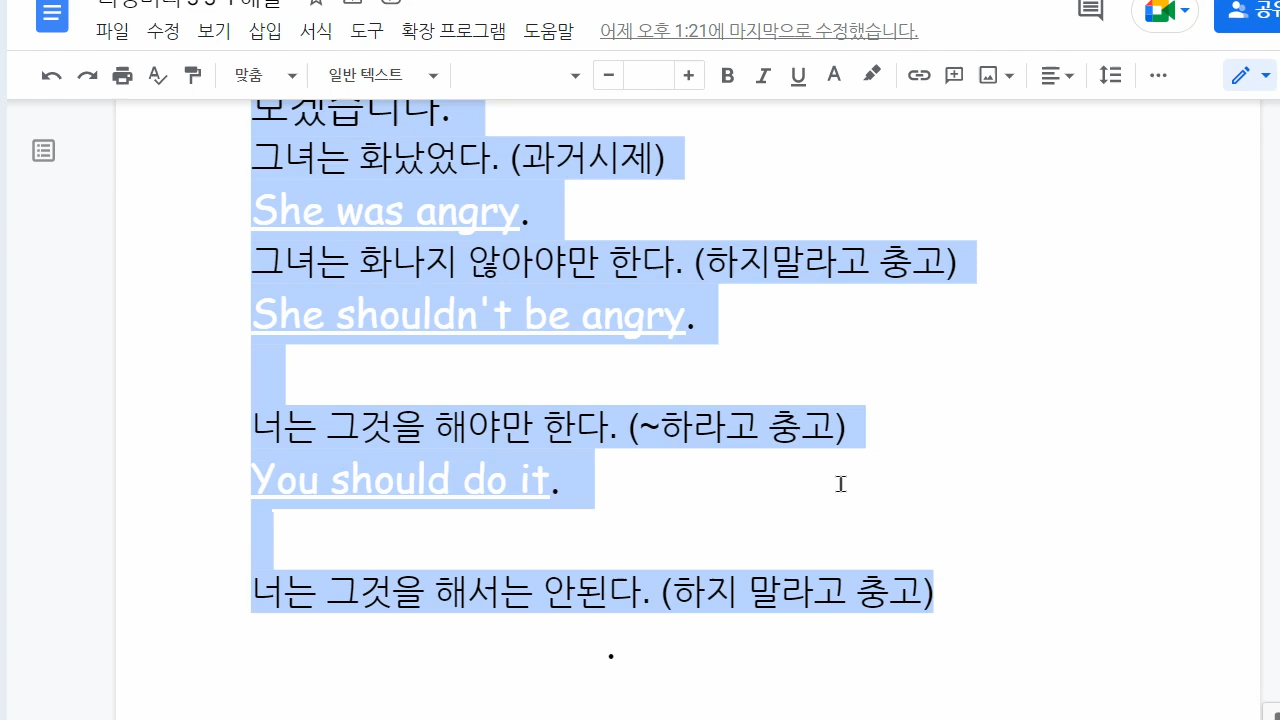 파일 수정 보기 삽입 서식 도구 확장 프로그램 도움말 어제 오후 1:21에 마지막으로 수정했습니다.
맞춤 일반 텍스트
보겠습니다.
그녀는 화났었다. (과거시제)
She was angry.
그녀는 화나지 않아야만 한다. (하지말라고 충고)
She shouldn't be angry.
너는 그것을 해야만 한다. (~하라고 충고)
You should do it.
너는 그것을 해서는 안된다. (하지 말라고 충고)
.